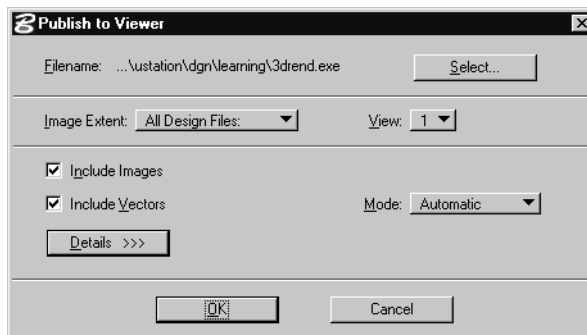 Publish to Viewer
Filename: ...\ustation\dgn\learning\3drend.exe Select...
Image Extent: All Design Files: View: 1
Include Images
Include Vectors Mode: Automatic
Details >>>
OK Cancel